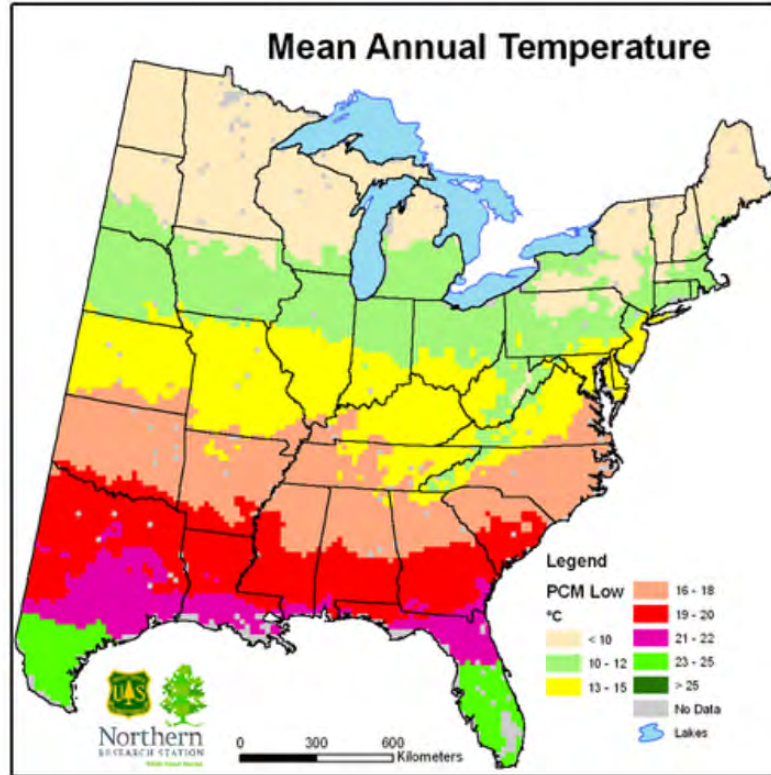 Mean Annual Temperature
Legend
PCM Low
°C
< 10
10 - 12
13 - 15
16 - 18
19 - 20
21 - 22
23 - 25
> 25
No Data
Lakes
UAS
Northern
RESEARCH STATION
0 300 600
Kilometers